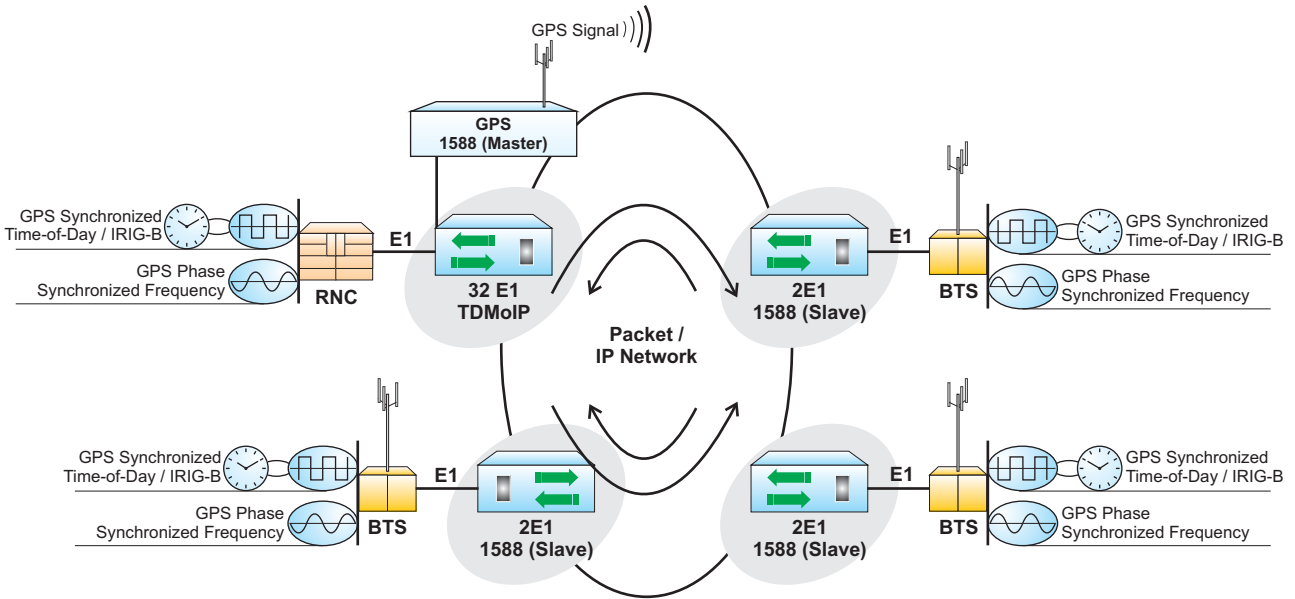 GPS Signal
GPS
1588 (Master)
GPS Synchronized
Time-of-Day / IRIG-B
GPS Phase
Synchronized Frequency
RNC
E1
32 E1
TDMoIP
2E1
1588 (Slave)
E1
BTS
GPS Synchronized
Time-of-Day / IRIG-B
GPS Phase
Synchronized Frequency
Packet /
IP Network
GPS Synchronized
Time-of-Day / IRIG-B
GPS Phase
Synchronized Frequency
BTS
E1
2E1
1588 (Slave)
2E1
1588 (Slave)
E1
BTS
GPS Synchronized
Time-of-Day / IRIG-B
GPS Phase
Synchronized Frequency